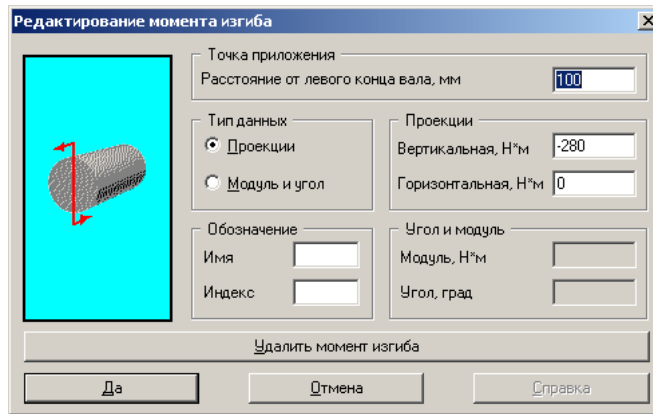 Редактирование момента изгиба
Точка приложения
Расстояние от левого конца вала, мм 100
Тип данных
Проекции
Модуль и угол
Проекции
Вертикальная, Н*м -280
Горизонтальная, Н*м 0
Обозначение
Имя
Индекс
Угол и модуль
Модуль, Н*м
Угол, град
Удалить момент изгиба
Да Отмена Справка